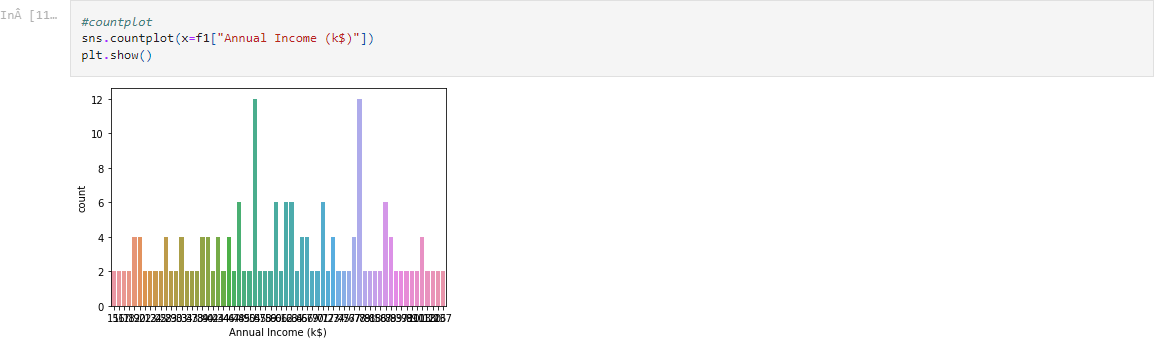 InÂ [11…
#countplot
sns.countplot(x=f1["Annual Income (k$)"])
plt.show()
12
10
8
6
4
2
0
count
Annual Income (k$)